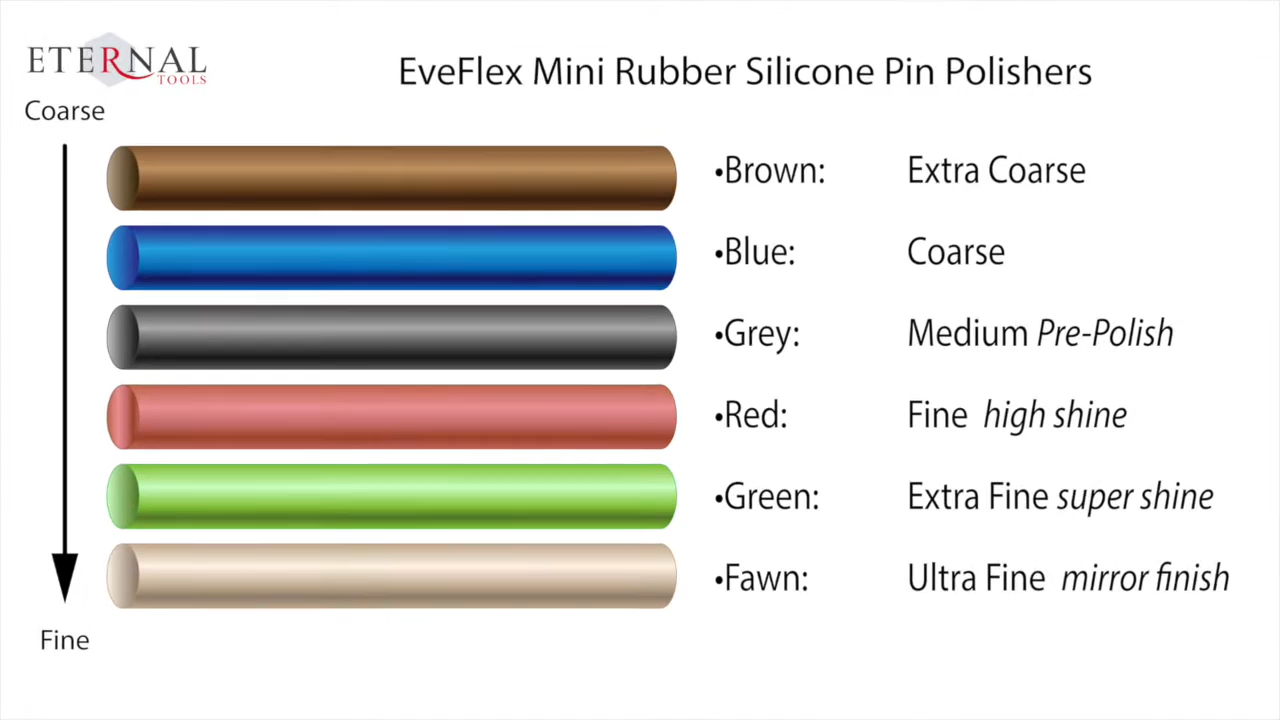 ETERNAL
TOOLS
EveFlex Mini Rubber Silicone Pin Polishers
Coarse
•Brown: Extra Coarse
•Blue: Coarse
•Grey: Medium Pre-Polish
•Red: Fine high shine
•Green: Extra Fine super shine
•Fawn: Ultra Fine mirror finish
Fine